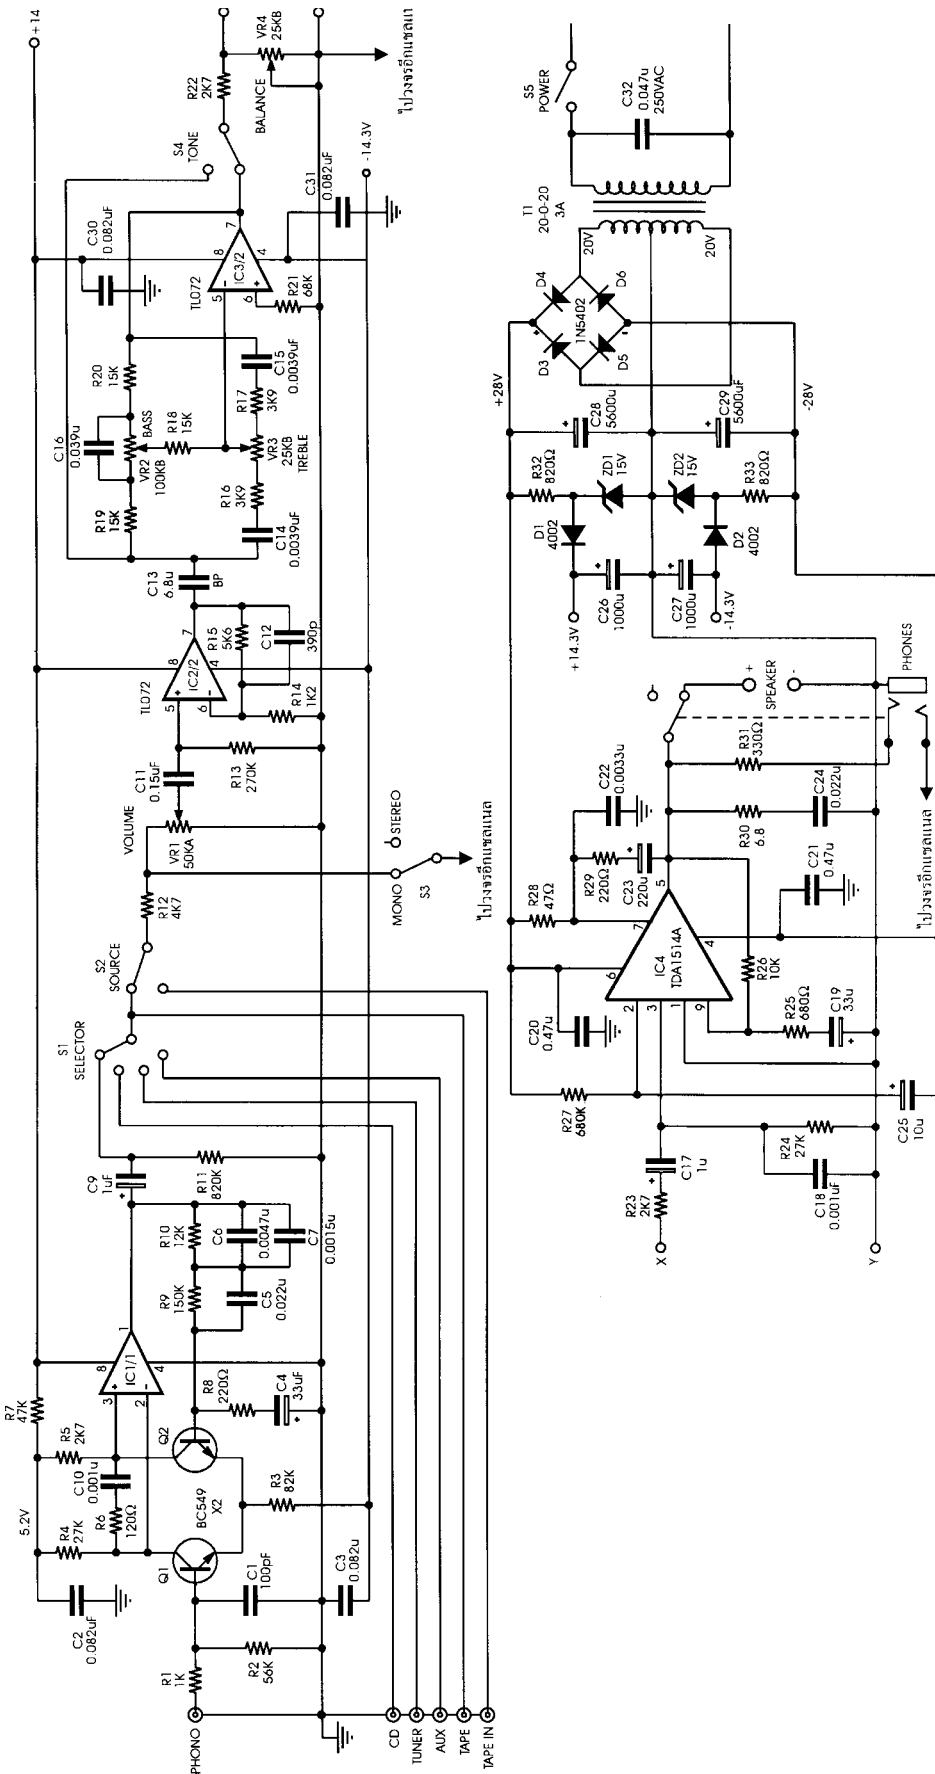 +14
R7
47K
5.2V
R4
27K
R5
2K7
C10
0.001u
R6
120Ω
C2
0.082uF
3
2
8
4
1
+
-
IC1/1
Q1
Q2
BC549
X2
R8
220Ω
C4
33uF
+
R3
82K
C1
100pF
C3
0.082u
R1
1K
R2
56K
PHONO
CD
TUNER
AUX
TAPE
TAPE IN
R9
150K
R10
12K
C5
0.022u
C6
0.0047u
C7
0.0015u
C9
1uF
+
R11
820K
S1
SELECTOR
S2
SOURCE
R12
4K7
MONO
STEREO
S3
ไปวงจรอีกแชลแนล
VOLUME
VR1
50KA
C11
0.15uF
R13
270K
TL072
5
6
8
4
7
+
-
IC2/2
R15
5K6
C12
390p
R14
1K2
C13
6.8u
BP
R19
15K
C16
0.039u
VR2
100KB
BASS
R20
15K
R18
15K
C14
0.0039uF
R16
3K9
VR3
25KB
TREBLE
R17
3K9
C15
0.0039uF
TL072
5
6
8
4
7
-
+
IC3/2
R21
68K
C30
0.082uF
C31
0.082uF
-14.3V
S4
TONE
R22
2K7
BALANCE
VR4
25KB
ไปวงจรอีกแชลแนล
X
Y
R23
2K7
C17
1u
+
C18
0.001uF
R24
27K
C25
10u
+
R27
680K
C20
0.47u
2
3
1
9
6
7
4
5
IC4
TDA1514A
R28
47Ω
R29
220Ω
C23
220u
+
C22
0.0033u
R26
10K
R25
680Ω
C19
33u
+
C21
0.47u
R30
6.8
C24
0.022u
R31
330Ω
SPEAKER
+
-
PHONES
ไปวงจรอีกแชลแนล
+14.3V
-14.3V
C26
1000u
+
C27
1000u
+
D1
4002
D2
4002
R32
820Ω
ZD1
15V
ZD2
15V
R33
820Ω
+28V
-28V
C28
5600u
+
C29
5600uF
+
D3
D4
D5
D6
1N5402
+
-
20V
20V
T1
20-0-20
3A
S5
POWER
C32
0.047u
250VAC